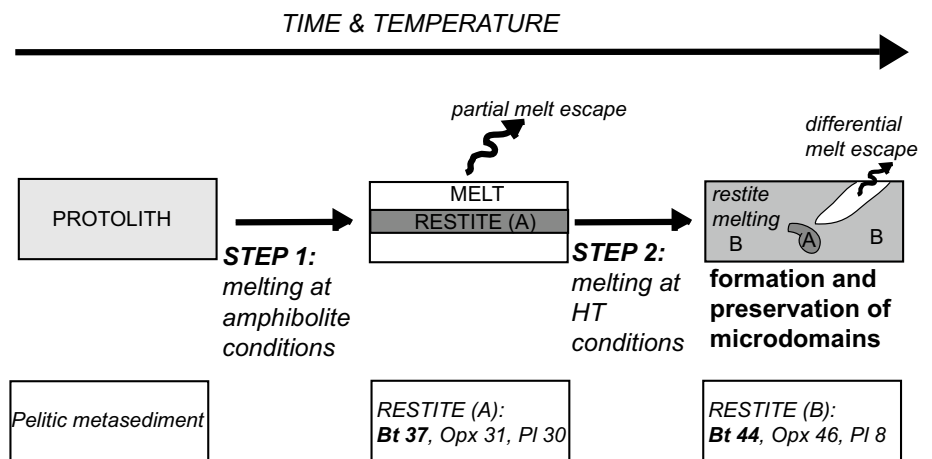 TIME & TEMPERATURE
partial melt escape
differential
melt escape
PROTOLITH
MELT
RESTITE (A)
restite
melting
B
A
B
STEP 1:
melting at
amphibolite
conditions
STEP 2:
melting at
HT
conditions
formation and
preservation of
microdomains
Pelitic metasediment
RESTITE (A):
Bt 37, Opx 31, Pl 30
RESTITE (B):
Bt 44, Opx 46, Pl 8